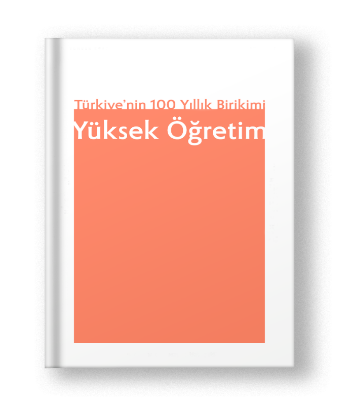 Türkiye'nin 100 Yıllık Birikimi
Yüksek Öğretim